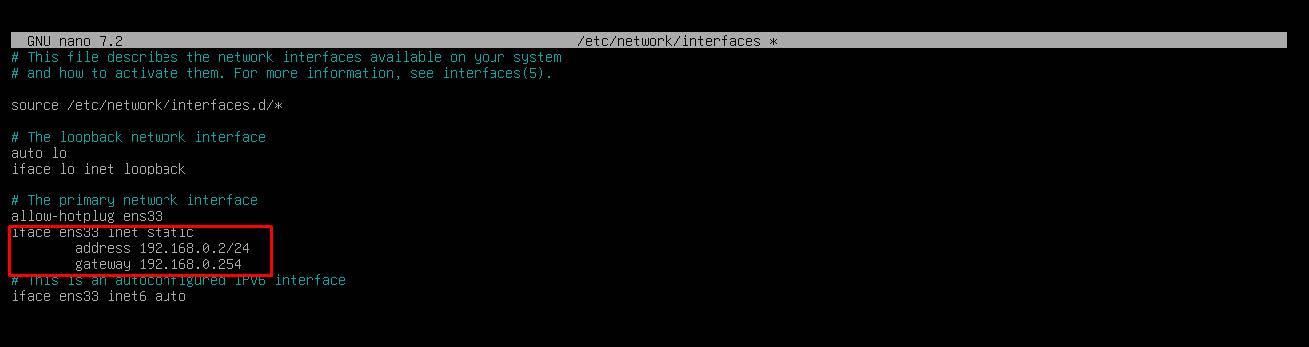 GNU nano 7.2 /etc/network/interfaces *
# This file describes the network interfaces available on your system
# and how to activate them. For more information, see interfaces(5).
source /etc/network/interfaces.d/*
# The loopback network interface
auto lo
iface lo inet loopback
# The primary network interface
allow-hotplug ens33
iface ens33 inet static
address 192.168.0.2/24
gateway 192.168.0.254
# This is an autoconfigured IPv6 interface
iface ens33 inet6 auto